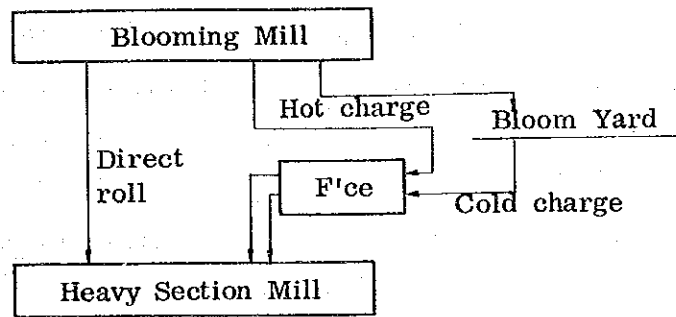 Blooming Mill
Hot charge
Bloom Yard
Direct
roll
F'ce
Cold charge
Heavy Section Mill